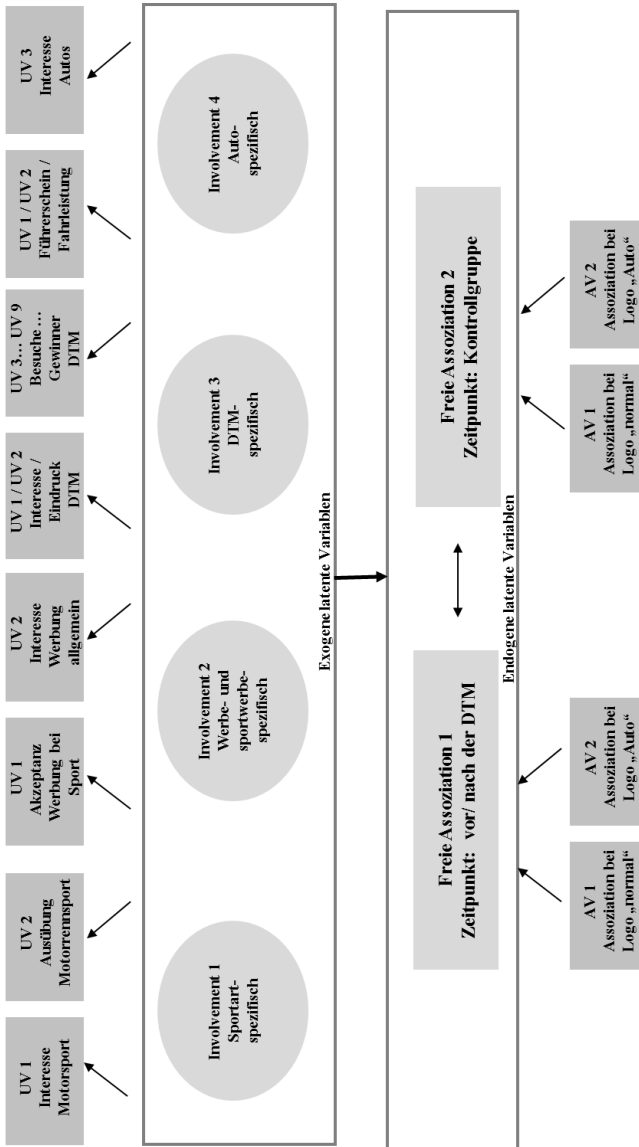 UV 1
Interesse
Motorsport
UV 2
Ausübung
Motorrennsport
UV 1
Akzeptanz
Werbung bei
Sport
UV 2
Interesse
Werbung
allgemein
UV 1 / UV 2
Interesse /
Eindruck
DTM
UV 3... UV 9
Besuche ...
Gewinner
DTM
UV 1 / UV 2
Führerschein /
Fahrleistung
UV 3
Interesse
Autos
Involvement 1
Sportart-
spezifisch
Involvement 2
Werbe- und
sportwerbe-
spezifisch
Involvement 3
DTM-
spezifisch
Involvement 4
Auto-
spezifisch
Exogene latente Variablen
Freie Assoziation 1
Zeitpunkt: vor/ nach der DTM
Freie Assoziation 2
Zeitpunkt: Kontrollgruppe
Endogene latente Variablen
AV 1
Assoziation bei
Logo „normal“
AV 2
Assoziation bei
Logo „Auto“
AV 1
Assoziation bei
Logo „normal“
AV 2
Assoziation bei
Logo „Auto“